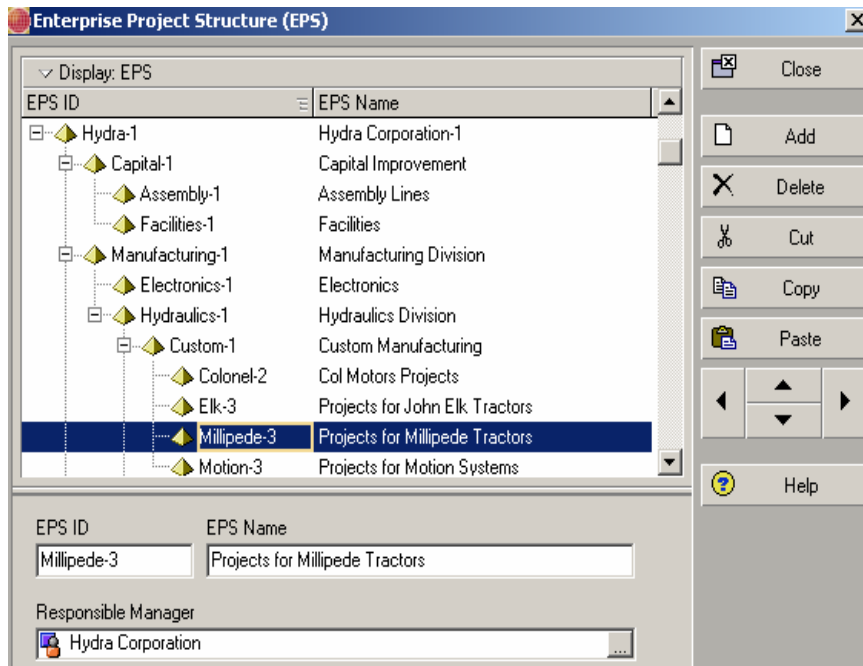 Enterprise Project Structure (EPS)
Display: EPS
EPS ID EPS Name
Hydra-1 Hydra Corporation-1
Capital-1 Capital Improvement
Assembly-1 Assembly Lines
Facilities-1 Facilities
Manufacturing-1 Manufacturing Division
Electronics-1 Electronics
Hydraulics-1 Hydraulics Division
Custom-1 Custom Manufacturing
Colonel-2 Col Motors Projects
Elk-3 Projects for John Elk Tractors
Millipede-3 Projects for Millipede Tractors
Motion-3 Projects for Motion Systems
EPS ID EPS Name
Millipede-3 Projects for Millipede Tractors
Responsible Manager
Hydra Corporation ...
Close
Add
Delete
Cut
Copy
Paste
Help